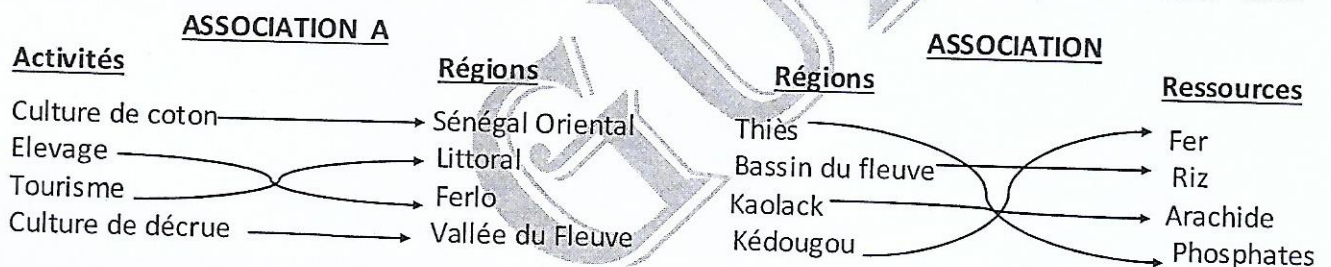 ASSOCIATION A
Activités
Régions
Culture de coton
Sénégal Oriental
Elevage
Littoral
Tourisme
Ferlo
Culture de décrue
Vallée du Fleuve
ASSOCIATION
Régions
Ressources
Thiès
Fer
Bassin du fleuve
Riz
Kaolack
Arachide
Kédougou
Phosphates